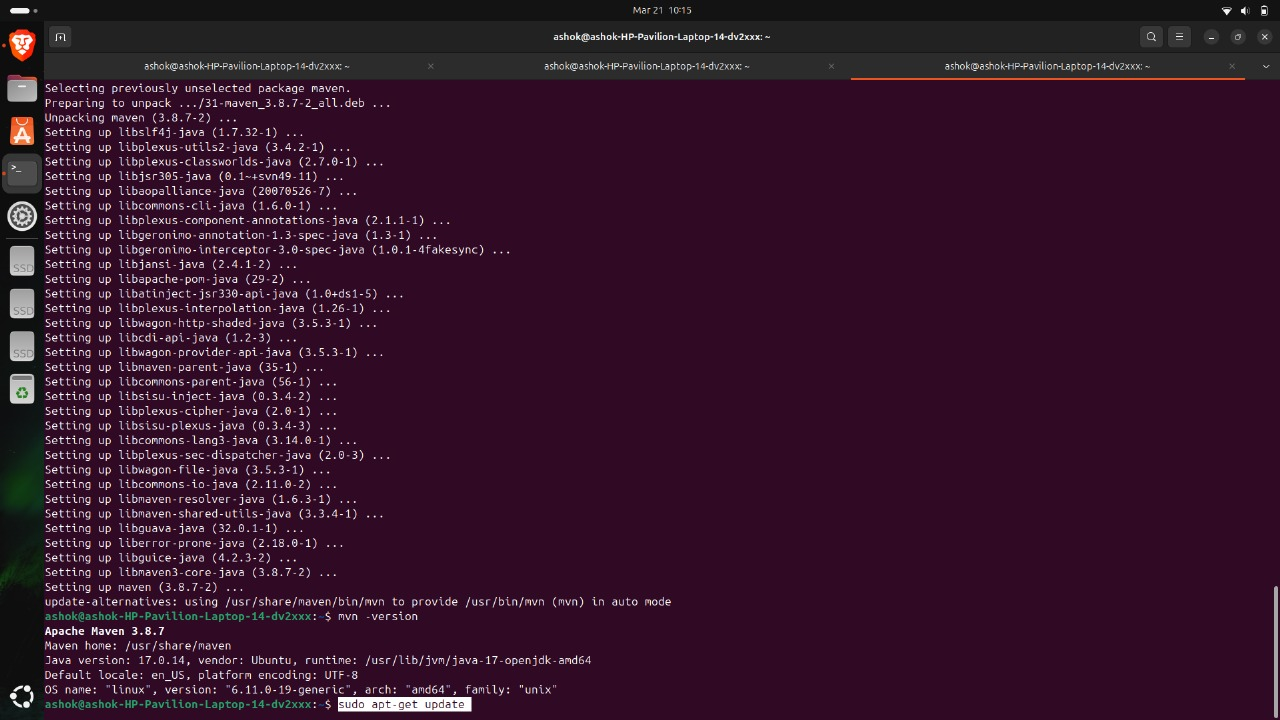 Mar 21 10:15
ashok@ashok-HP-Pavilion-Laptop-14-dv2xxx: ~
ashok@ashok-HP-Pavilion-Laptop-14-dv2xxx: ~
ashok@ashok-HP-Pavilion-Laptop-14-dv2xxx: ~
ashok@ashok-HP-Pavilion-Laptop-14-dv2xxx: ~
Selecting previously unselected package maven.
Preparing to unpack .../31-maven_3.8.7-2_all.deb ...
Unpacking maven (3.8.7-2) ...
Setting up libslf4j-java (1.7.32-1) ...
Setting up libplexus-utils2-java (3.4.2-1) ...
Setting up libplexus-classworlds-java (2.7.0-1) ...
Setting up libjsr305-java (0.1~+svn49-11) ...
Setting up libaopalliance-java (20070526-7) ...
Setting up libcommons-cli-java (1.6.0-1) ...
Setting up libplexus-component-annotations-java (2.1.1-1) ...
Setting up libgeronimo-annotation-1.3-spec-java (1.3-1) ...
Setting up libgeronimo-interceptor-3.0-spec-java (1.0.1-4fakesync) ...
Setting up libjansi-java (2.4.1-2) ...
Setting up libapache-pom-java (29-2) ...
Setting up libatinject-jsr330-api-java (1.0+ds1-5) ...
Setting up libplexus-interpolation-java (1.26-1) ...
Setting up libwagon-http-shaded-java (3.5.3-1) ...
Setting up libcdi-api-java (1.2-3) ...
Setting up libwagon-provider-api-java (3.5.3-1) ...
Setting up libmaven-parent-java (35-1) ...
Setting up libcommons-parent-java (56-1) ...
Setting up libsisu-inject-java (0.3.4-2) ...
Setting up libplexus-cipher-java (2.0-1) ...
Setting up libsisu-plexus-java (0.3.4-3) ...
Setting up libcommons-lang3-java (3.14.0-1) ...
Setting up libplexus-sec-dispatcher-java (2.0-3) ...
Setting up libwagon-file-java (3.5.3-1) ...
Setting up libcommons-io-java (2.11.0-2) ...
Setting up libmaven-resolver-java (1.6.3-1) ...
Setting up libmaven-shared-utils-java (3.3.4-1) ...
Setting up libguava-java (32.0.1-1) ...
Setting up liberror-prone-java (2.18.0-1) ...
Setting up libguice-java (4.2.3-2) ...
Setting up libmaven3-core-java (3.8.7-2) ...
Setting up maven (3.8.7-2) ...
update-alternatives: using /usr/share/maven/bin/mvn to provide /usr/bin/mvn (mvn) in auto mode
ashok@ashok-HP-Pavilion-Laptop-14-dv2xxx:~$ mvn -version
Apache Maven 3.8.7
Maven home: /usr/share/maven
Java version: 17.0.14, vendor: Ubuntu, runtime: /usr/lib/jvm/java-17-openjdk-amd64
Default locale: en_US, platform encoding: UTF-8
OS name: "linux", version: "6.11.0-19-generic", arch: "amd64", family: "unix"
ashok@ashok-HP-Pavilion-Laptop-14-dv2xxx:~$ sudo apt-get update
SSD
SSD
SSD